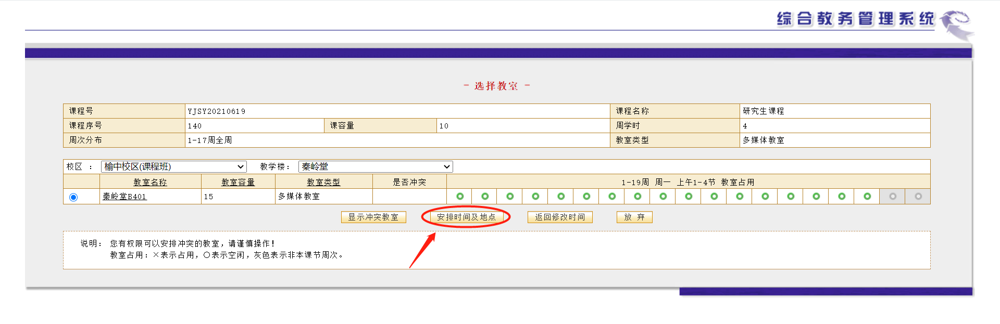 综合教务管理系统
- 选择教室 -
课程号 YJSY20210619 课程名称 研究生课程
课程序号 140 课容量 10 周学时 4
周次分布 1-17周全周 教室类型 多媒体教室
校区 : 榆中校区(课程班) 教学楼: 秦岭堂
教室名称 教室容量 教室类型 是否冲突 1-19周 周一 上午1-4节 教室占用
秦岭堂B401 15 多媒体教室
显示冲突教室 安排时间及地点 返回修改时间 放 弃
说明: 您有权限可以安排冲突的教室,请谨慎操作!
教室占用:×表示占用,○表示空闲,灰色表示非本课节周次。